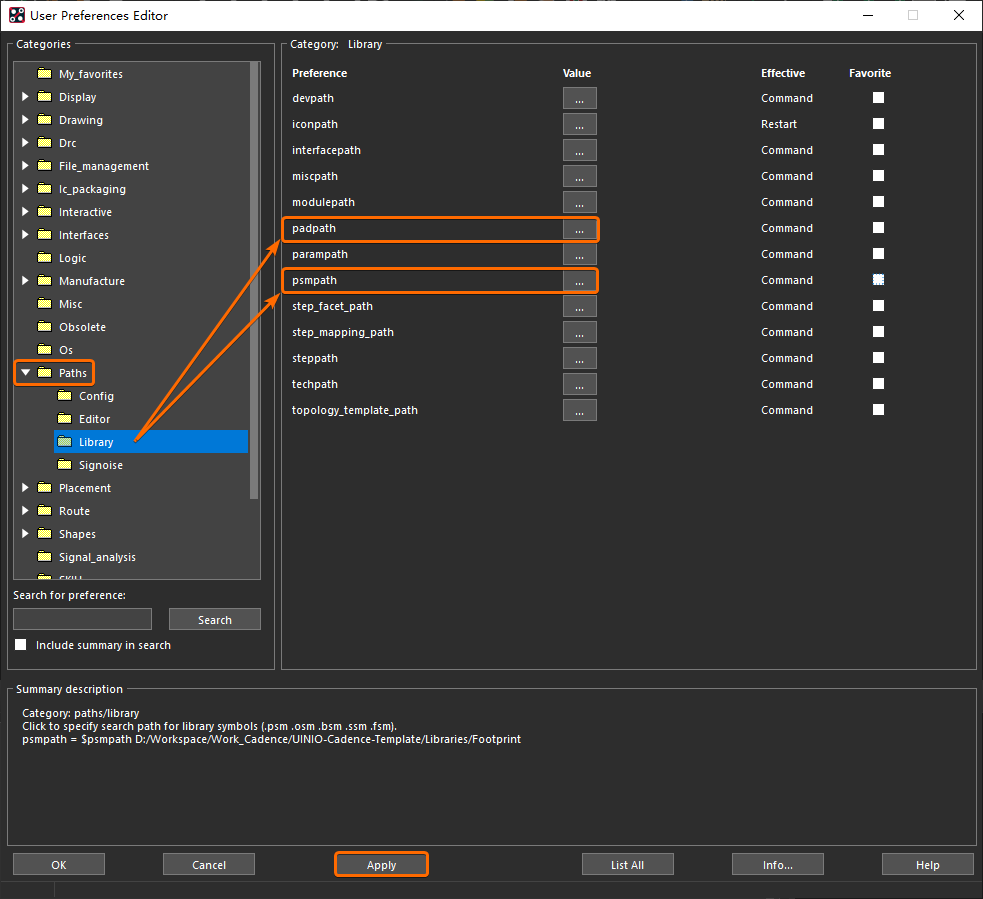 User Preferences Editor
Categories
My_favorites
Display
Drawing
Drc
File_management
Ic_packaging
Interactive
Interfaces
Logic
Manufacture
Misc
Obsolete
Os
Paths
Config
Editor
Library
Signoise
Placement
Route
Shapes
Signal_analysis
SKILL
Search for preference:
Search
Include summary in search
Category: Library
Preference Value Effective Favorite
devpath ... Command
iconpath ... Restart
interfacepath ... Command
miscpath ... Command
modulepath ... Command
padpath ... Command
parampath ... Command
psmpath ... Command
step_facet_path ... Command
step_mapping_path ... Command
steppath ... Command
techpath ... Command
topology_template_path ... Command
Summary description
Category: paths/library
Click to specify search path for library symbols (.psm .osm .bsm .ssm .fsm).
psmpath = $psmpath D:/Workspace/Work_Cadence/UINIO-Cadence-Template/Libraries/Footprint
OK Cancel Apply List All Info... Help